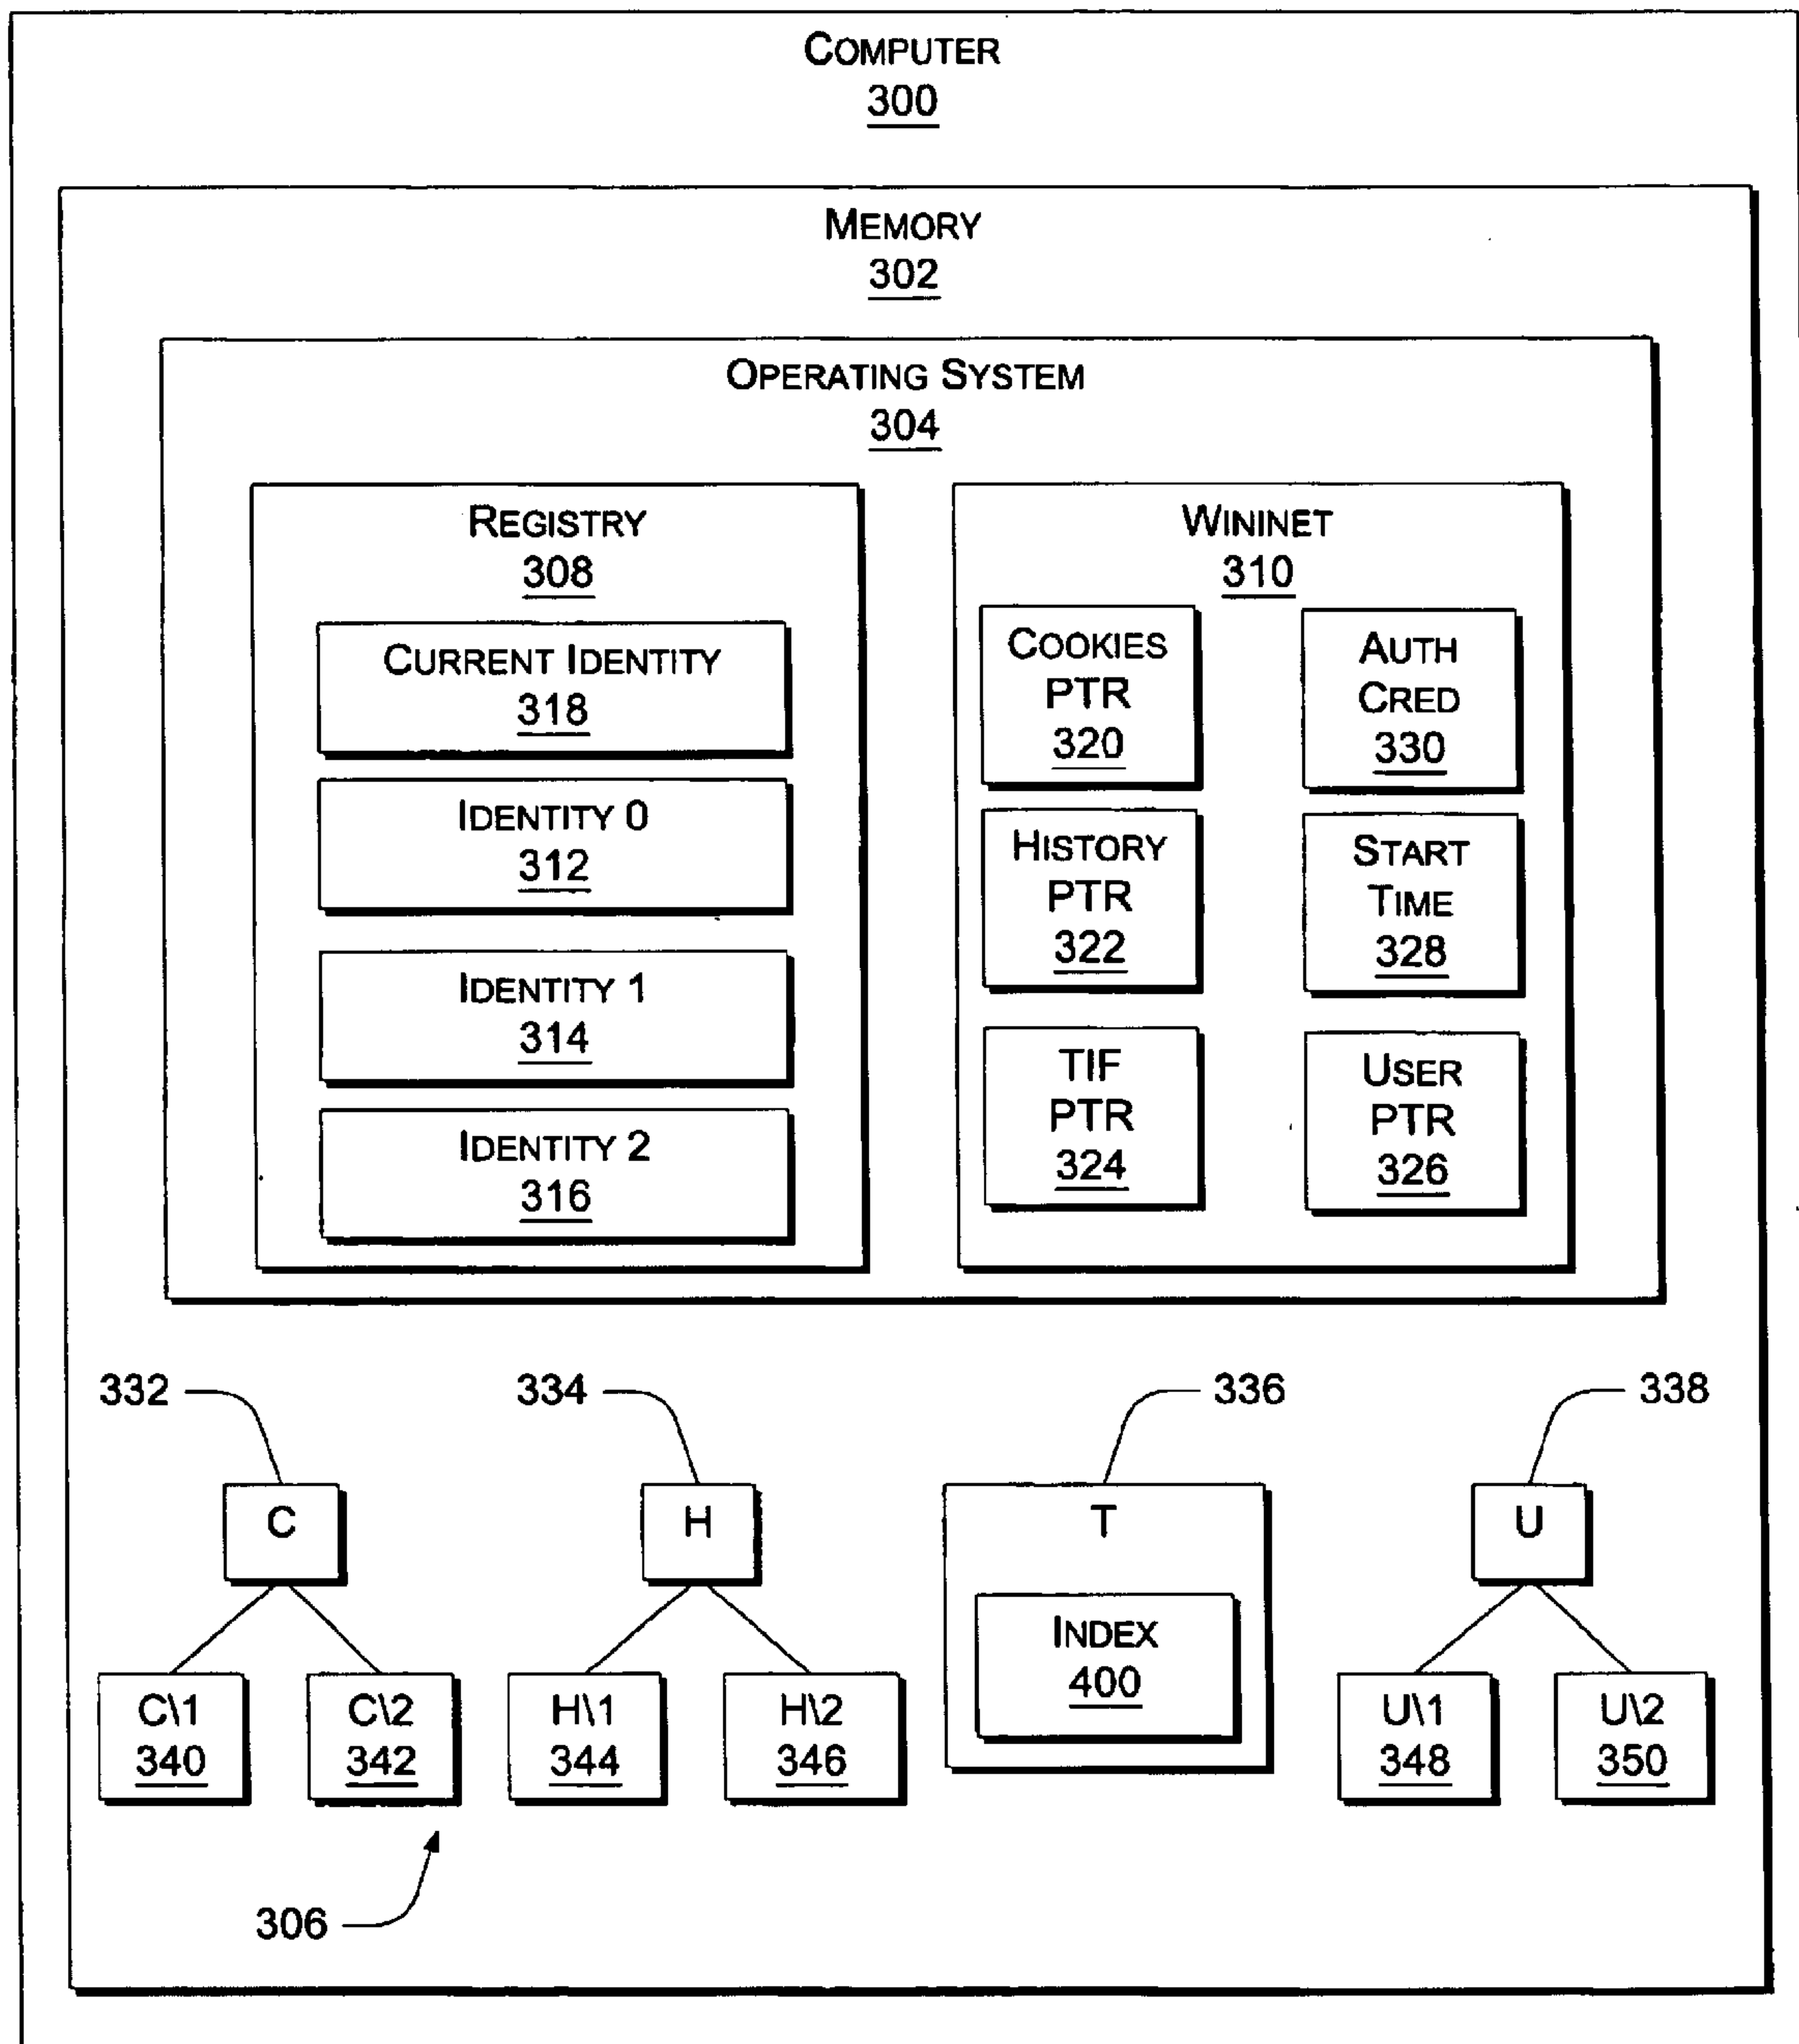 COMPUTER
300
MEMORY
302
OPERATING SYSTEM
304
REGISTRY
308
CURRENT IDENTITY
318
IDENTITY 0
312
IDENTITY 1
314
IDENTITY 2
316
WININET
310
COOKIES
PTR
320
AUTH
CRED
330
HISTORY
PTR
322
START
TIME
328
TIF
PTR
324
USER
PTR
326
332
334
336
338
C
H
T
U
INDEX
400
C\1
340
C\2
342
H\1
344
H\2
346
U\1
348
U\2
350
306